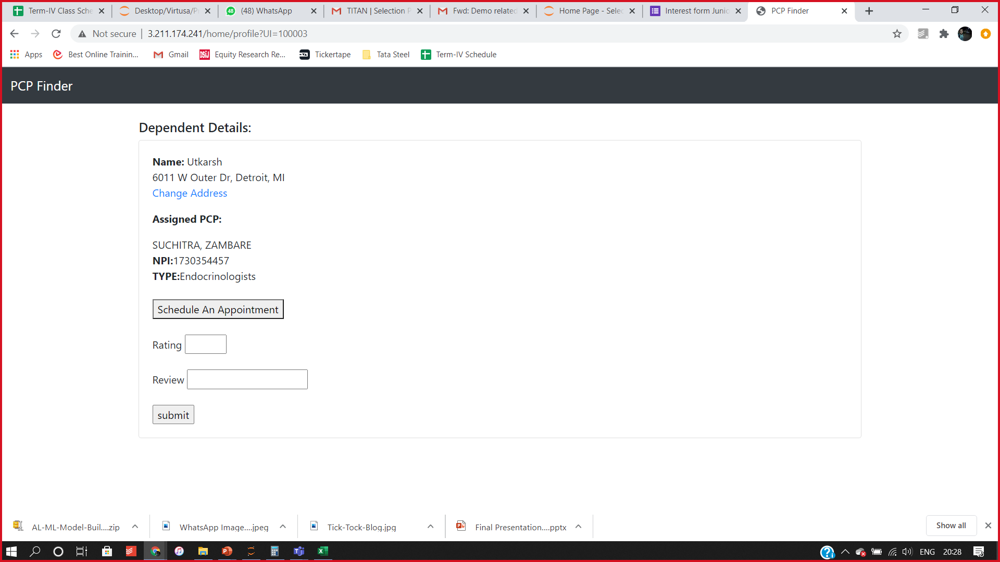 Term-IV Class Sche
Desktop/Virtusa/P
(48) WhatsApp
TITAN | Selection P
Fwd: Demo related
Home Page - Selec
Interest form Junio
PCP Finder
Not secure
3.211.174.241/home/profile?UI=100003
Apps
Best Online Trainin...
Gmail
DSIJ
Equity Research Re...
Tickertape
Tata Steel
Term-IV Schedule
PCP Finder
Dependent Details:
Name: Utkarsh
6011 W Outer Dr, Detroit, MI
Change Address
Assigned PCP:
SUCHITRA, ZAMBARE
NPI:1730354457
TYPE:Endocrinologists
Schedule An Appointment
Rating
Review
submit
AL-ML-Model-Buil....zip
WhatsApp Image....jpeg
Tick-Tock-Blog.jpg
Final Presentation....pptx
Show all
ENG
20:28